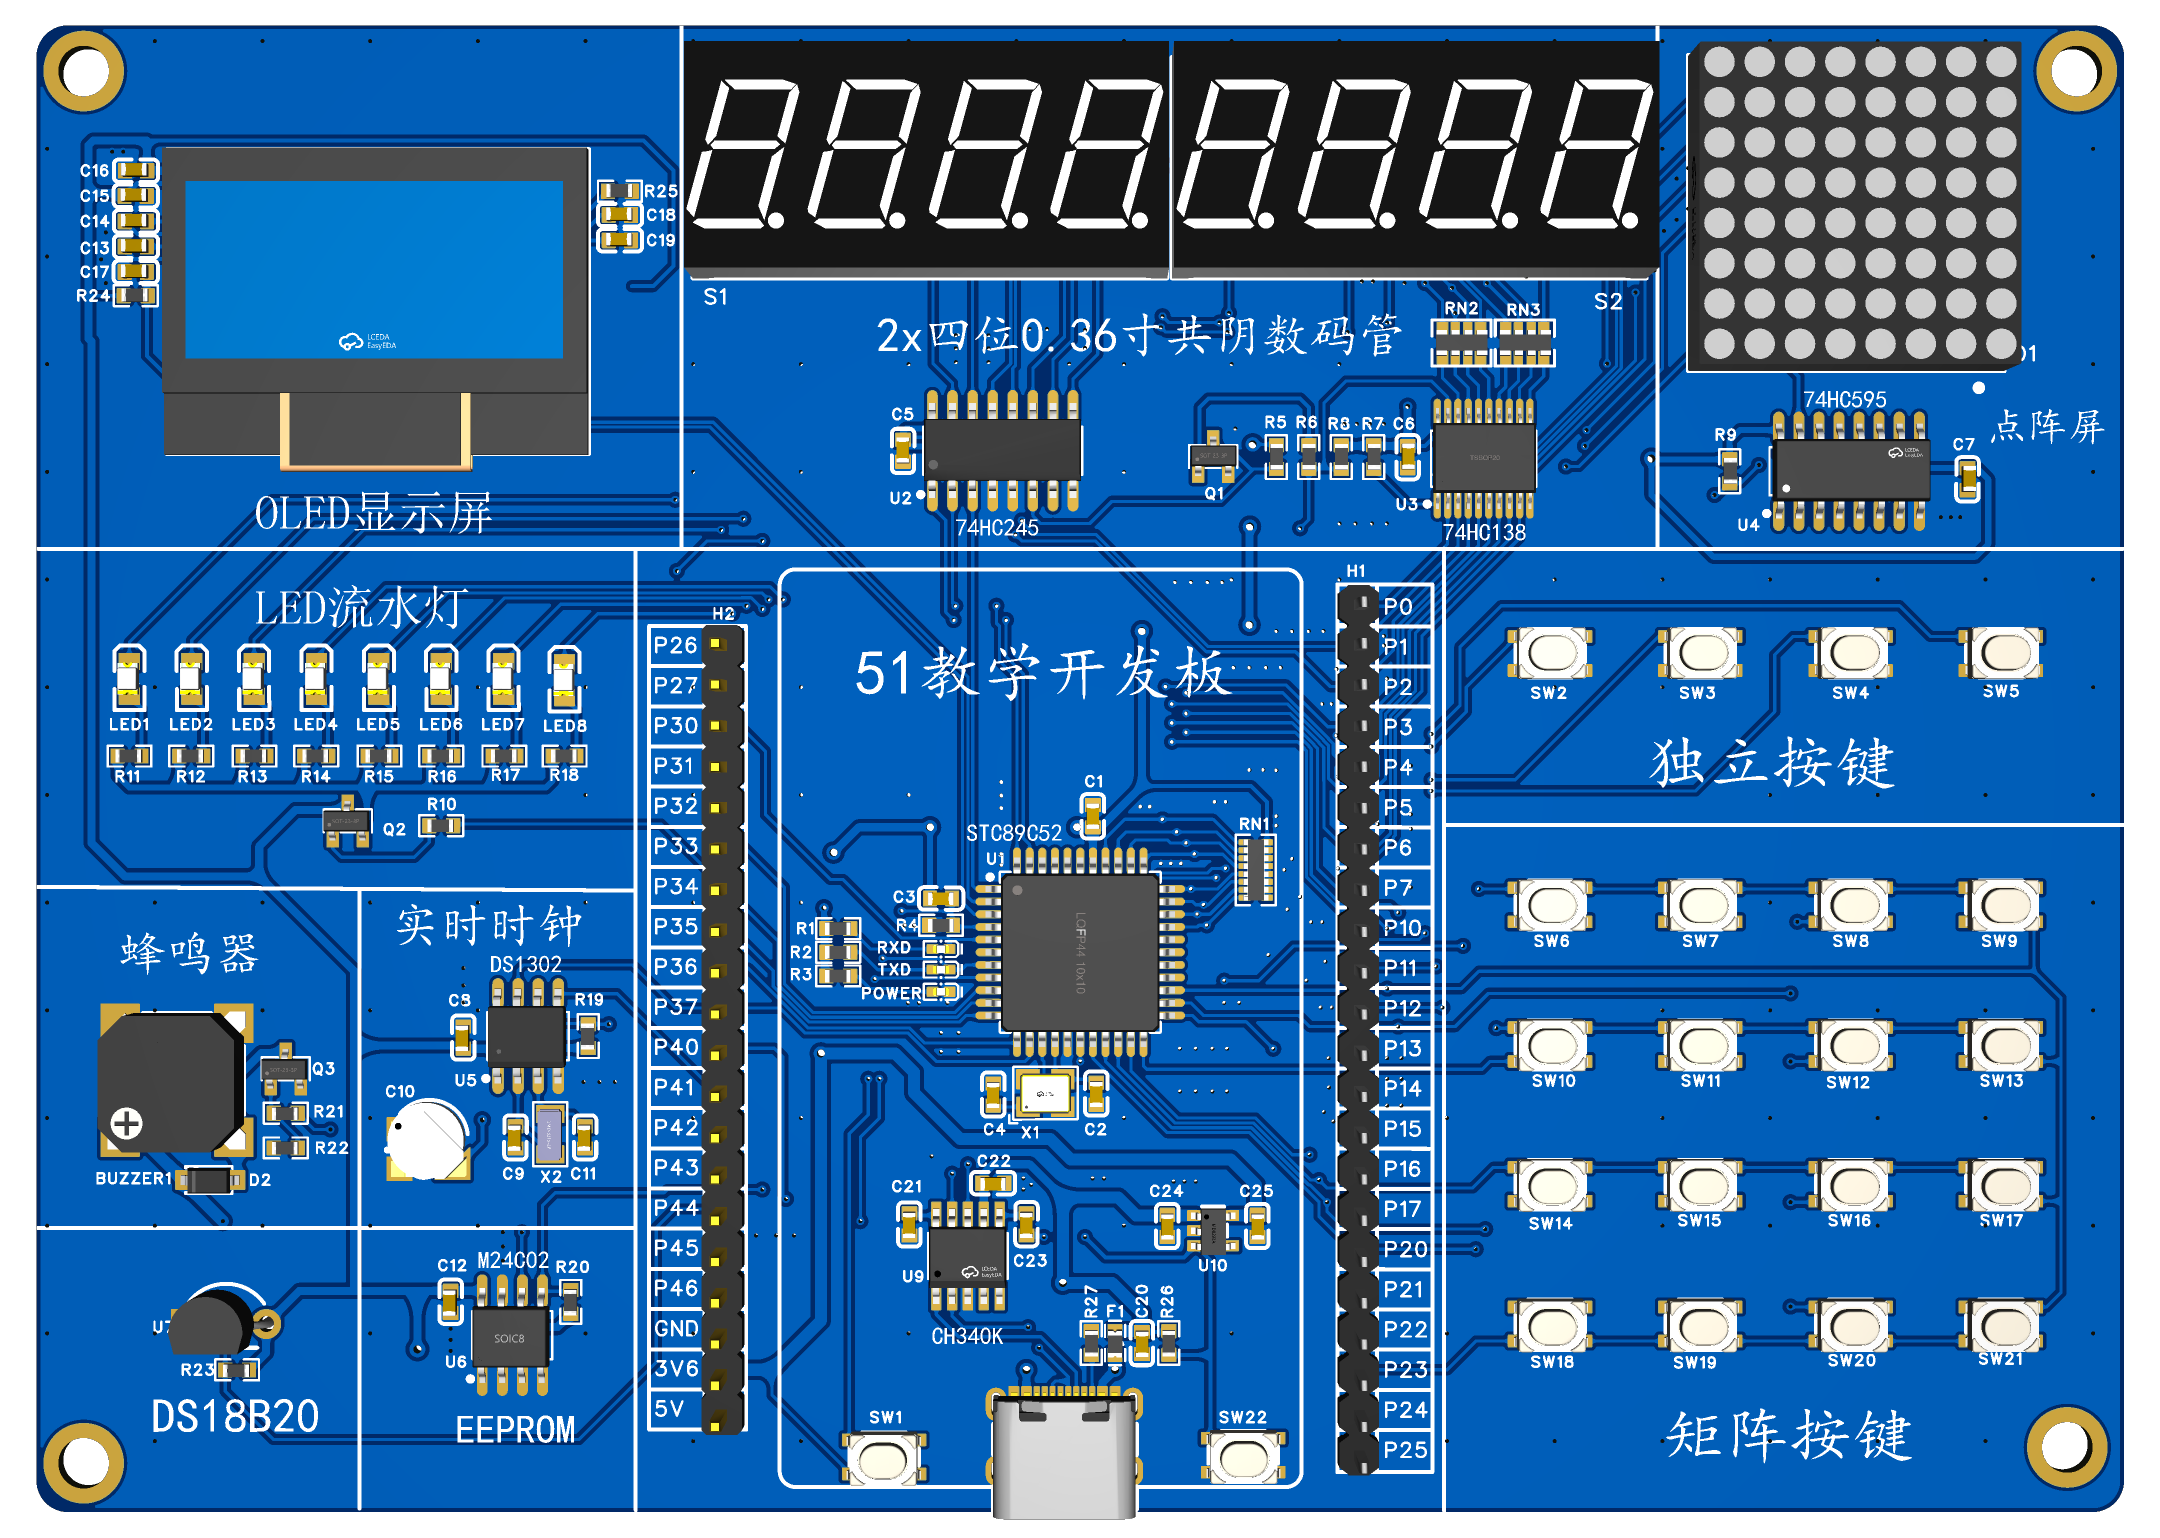 C16
C15
C14
C13
C17
R24
R25
C18
C19
LCEDA
EasyEDA
OLED显示屏
S1
S2
2x四位0.36寸共阴数码管
RN2
RN3
C5
U2
74HC245
Q1
R5
R6
R8
R7
C6
U3
74HC138
74HC595
R9
LCEDA
EasyEDA
C7
U4
点阵屏
LED流水灯
LED1
LED2
LED3
LED4
LED5
LED6
LED7
LED8
R11
R12
R13
R14
R15
R16
R17
R18
Q2
R10
H2
P26
P27
P30
P31
P32
P33
P34
P35
P36
P37
P40
P41
P42
P43
P44
P45
P46
GND
3V6
5V
51教学开发板
C1
STC89C52
U1
RN1
C3
R4
R1
R2
R3
RXD
TXD
POWER
LQFP44 10x10
C4
X1
C2
C22
C21
C23
U9
LCEDA
EasyEDA
CH340K
C24
C25
U10
R27
F1
C20
R26
SW1
SW22
H1
P0
P1
P2
P3
P4
P5
P6
P7
P10
P11
P12
P13
P14
P15
P16
P17
P20
P21
P22
P23
P24
P25
SW2
SW3
SW4
SW5
独立按键
SW6
SW7
SW8
SW9
SW10
SW11
SW12
SW13
SW14
SW15
SW16
SW17
SW18
SW19
SW20
SW21
矩阵按键
蜂鸣器
Q3
R21
R22
BUZZER1
D2
实时时钟
DS1302
C8
R19
U5
C10
C9
X2
C11
R23
DS18B20
M24C02
C12
R20
SOIC8
U6
EEPROM